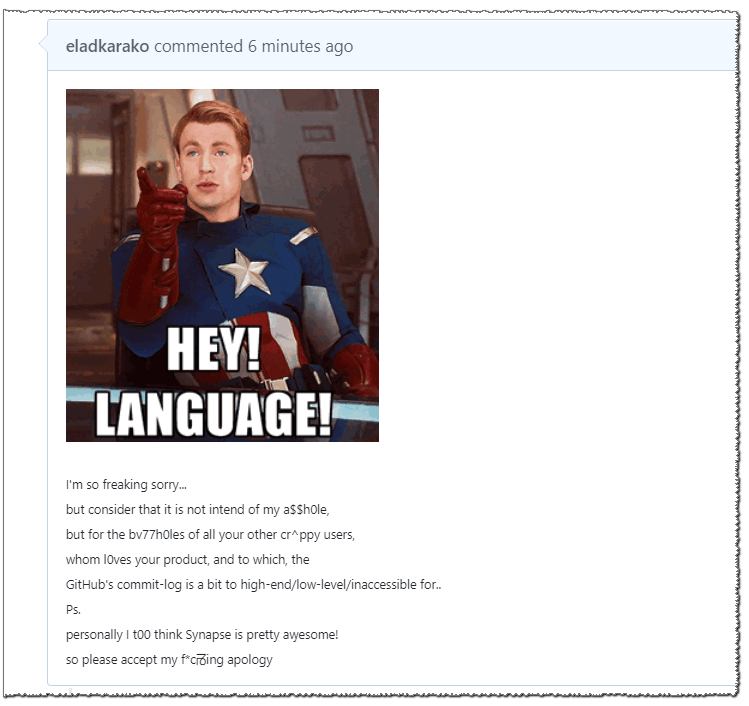 eladkarako commented 6 minutes ago
HEY!
LANGUAGE!
I'm so freaking sorry...
but consider that it is not intend of my a$$h0le,
but for the bv77h0les of all your other cr^ppy users,
whom l0ves your product, and to which, the
GitHub's commit-log is a bit to high-end/low-level/inaccessible for..
Ps.
personally I t00 think Synapse is pretty awesome!
so please accept my apology